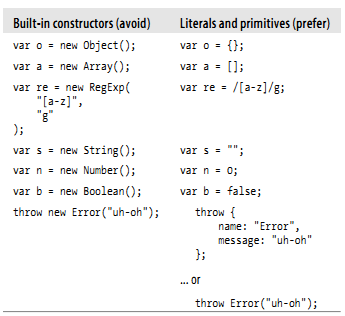 Built-in constructors (avoid) Literals and primitives (prefer)
var o = new Object(); var o = {};
var a = new Array(); var a = [];
var re = new RegExp( var re = /[a-z]/g;
"[a-z]",
"g"
);
var s = new String(); var s = "";
var n = new Number(); var n = 0;
var b = new Boolean(); var b = false;
throw new Error("uh-oh"); throw {
name: "Error",
message: "uh-oh"
};
... or
throw Error("uh-oh");